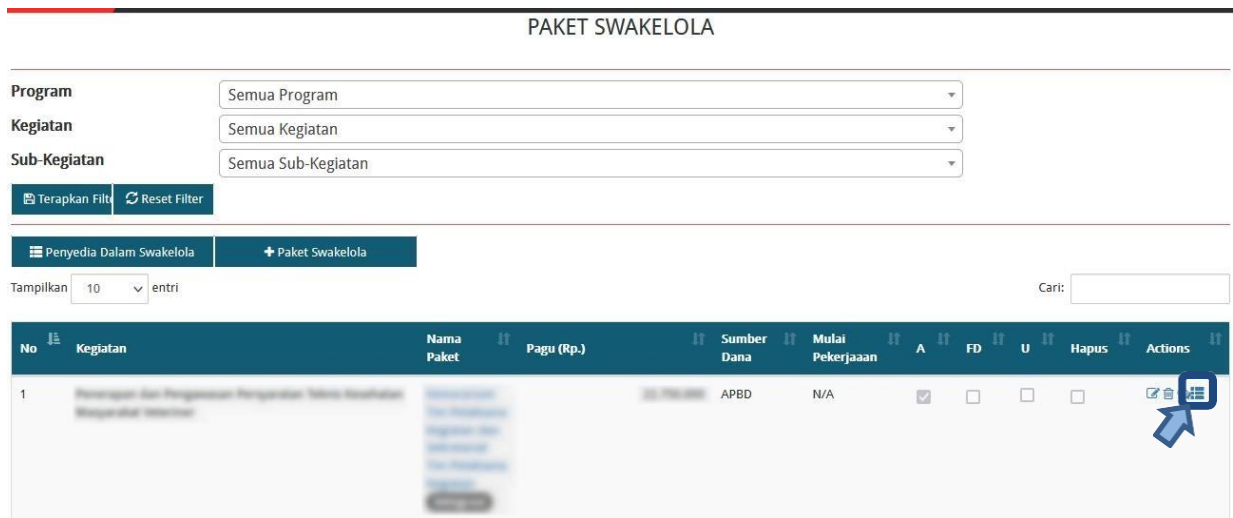 PAKET SWAKELOLA
Program
Semua Program
Kegiatan
Semua Kegiatan
Sub-Kegiatan
Semua Sub-Kegiatan
Terapkan Filt Reset Filter
Penyedia Dalam Swakelola + Paket Swakelola
Tampilkan 10 entri Cari:
No Kegiatan Nama Paket Pagu (Rp.) Sumber Dana Mulai Pekerjaaan A FD U Hapus Actions
1 APBD N/A